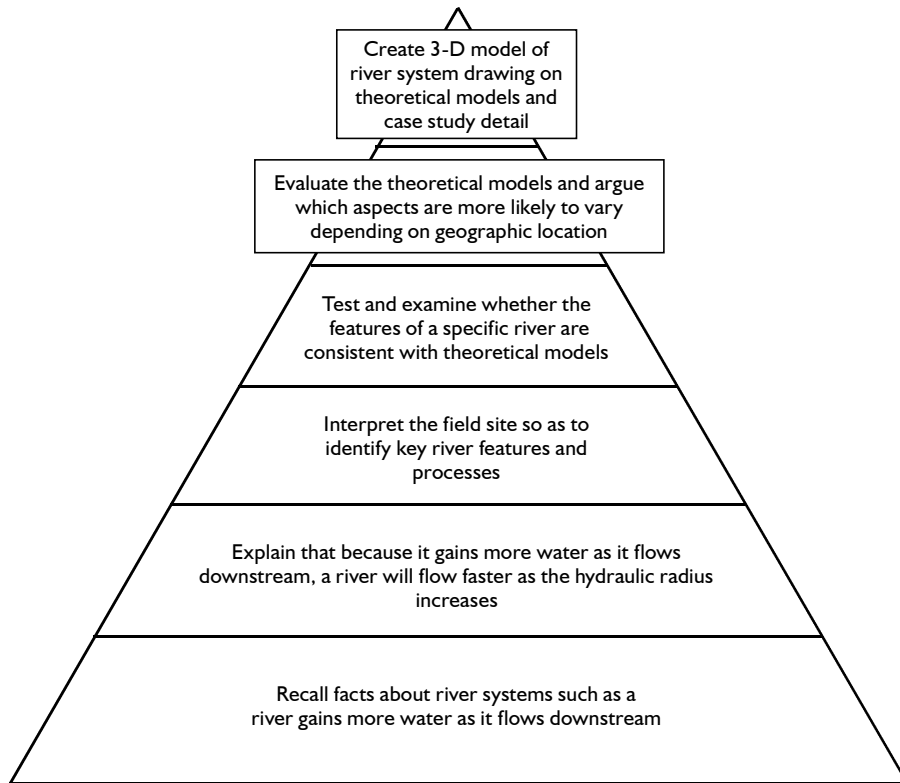 Create 3-D model of
river system drawing on
theoretical models and
case study detail
Evaluate the theoretical models and argue
which aspects are more likely to vary
depending on geographic location
Test and examine whether the
features of a specific river are
consistent with theoretical models
Interpret the field site so as to
identify key river features and
processes
Explain that because it gains more water as it flows
downstream, a river will flow faster as the hydraulic radius
increases
Recall facts about river systems such as a
river gains more water as it flows downstream